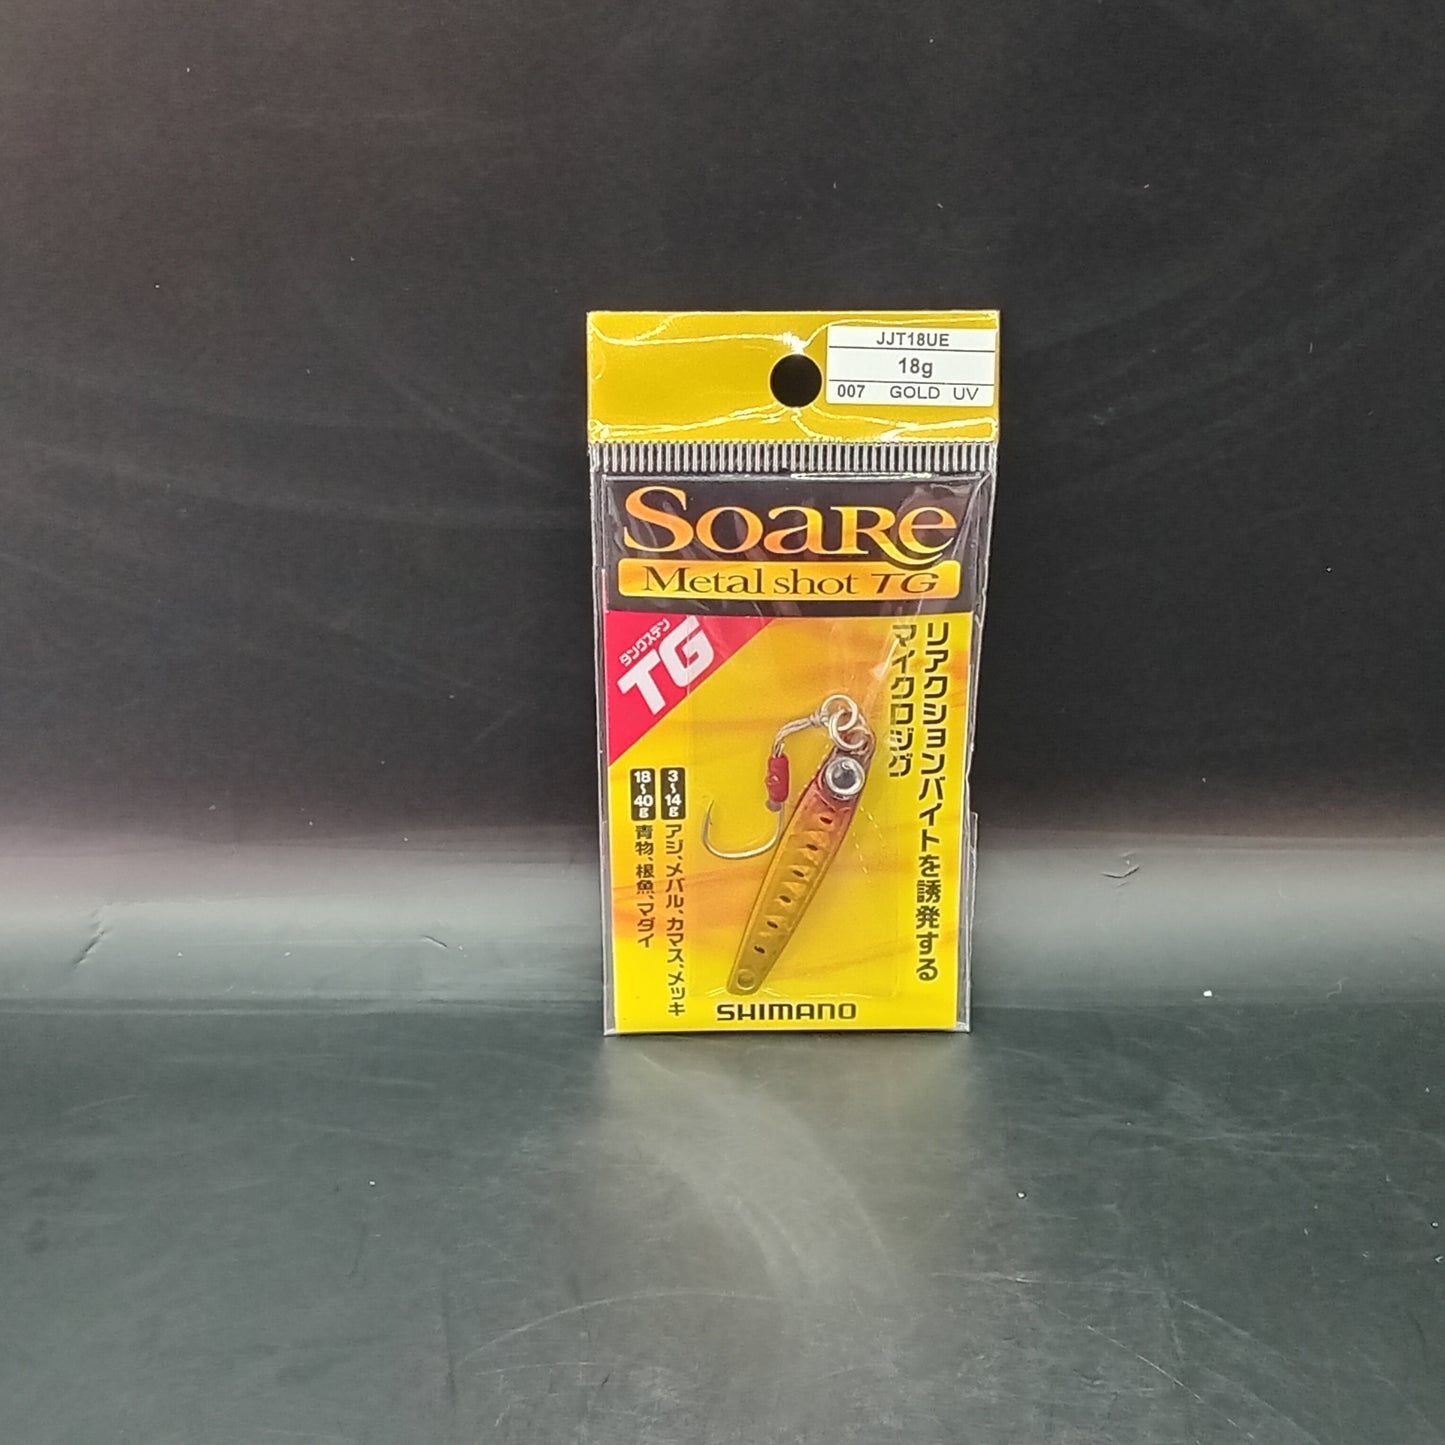 JJT18UE
18g
007 GOLD UV
SoaRe
Metal shot TG
タングステン
TG
リアクションバイトを誘発する
マイクロジグ
3~14g アジ、メバル、カマス、メッキ
18~40g 青物、根魚、マダイ
SHIMANO